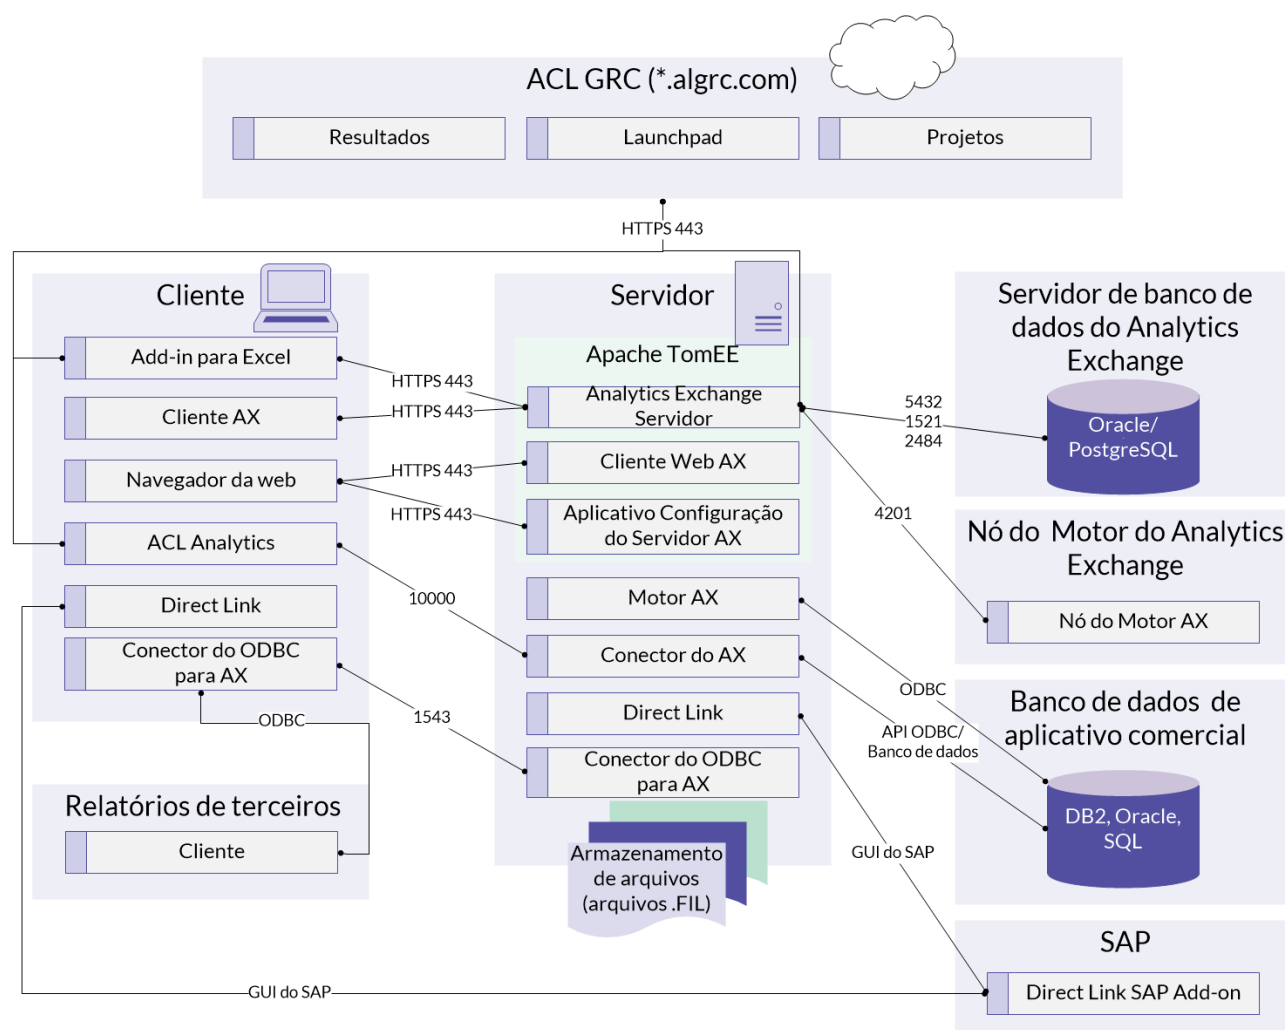 ACL GRC (*.algrc.com)
Resultados
Launchpad
Projetos
HTTPS 443
Cliente
Add-in para Excel
Cliente AX
Navegador da web
ACL Analytics
Direct Link
Conector do ODBC
para AX
HTTPS 443
HTTPS 443
HTTPS 443
HTTPS 443
10000
1543
ODBC
Relatórios de terceiros
Cliente
Servidor
Apache TomEE
Analytics Exchange
Servidor
Cliente Web AX
Aplicativo Configuração
do Servidor AX
Motor AX
Conector do AX
Direct Link
Conector do ODBC
para AX
Armazenamento
de arquivos
(arquivos .FIL)
5432
1521
2484
4201
ODBC
API ODBC/
Banco de dados
GUI do SAP
GUI do SAP
Servidor de banco de
dados do Analytics
Exchange
Oracle/
PostgreSQL
Nó do Motor do Analytics
Exchange
Nó do Motor AX
Banco de dados de
aplicativo comercial
DB2, Oracle,
SQL
SAP
Direct Link SAP Add-on